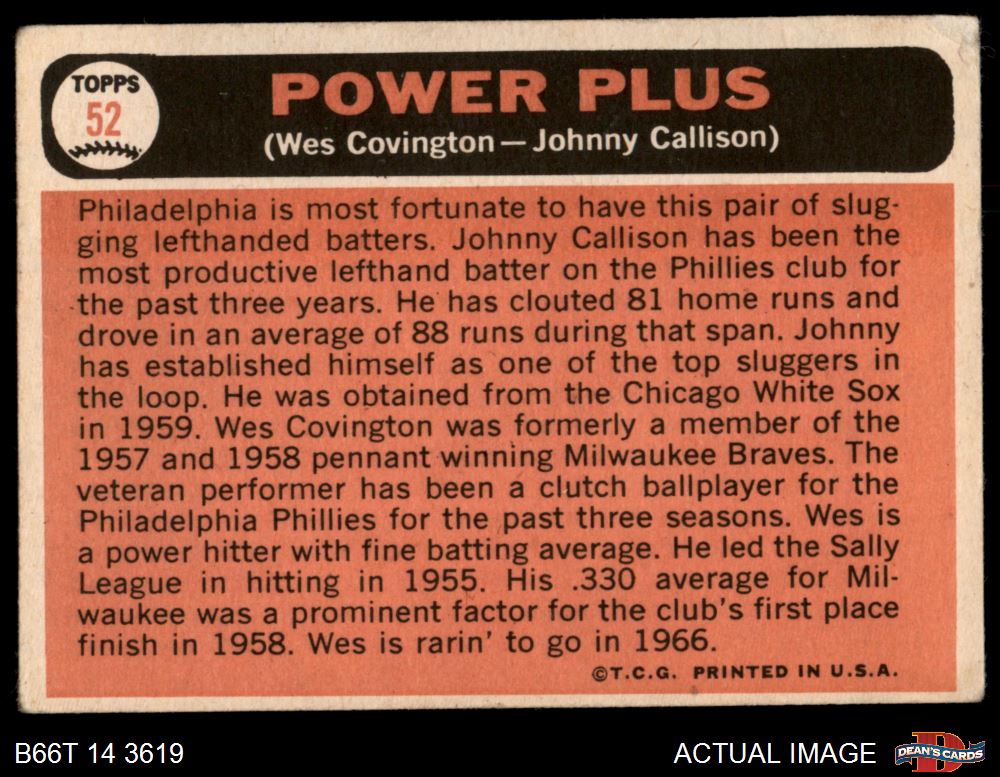 TOPPS
52
POWER PLUS
(Wes Covington—Johnny Callison)
Philadelphia is most fortunate to have this pair of slug-
ging lefthanded batters. Johnny Callison has been the
most productive lefthand batter on the Phillies club for
the past three years. He has clouted 81 home runs and
drove in an average of 88 runs during that span. Johnny
has established himself as one of the top sluggers in
the loop. He was obtained from the Chicago White Sox
in 1959. Wes Covington was formerly a member of the
1957 and 1958 pennant winning Milwaukee Braves. The
veteran performer has been a clutch ballplayer for the
Philadelphia Phillies for the past three seasons. Wes is
a power hitter with fine batting average. He led the Sally
League in hitting in 1955. His .330 average for Mil-
waukee was a prominent factor for the club's first place
finish in 1958. Wes is rarin' to go in 1966.
©T.C.G. PRINTED IN U.S.A.
B66T 14 3619
ACTUAL IMAGE
D
DEAN'S CARDS